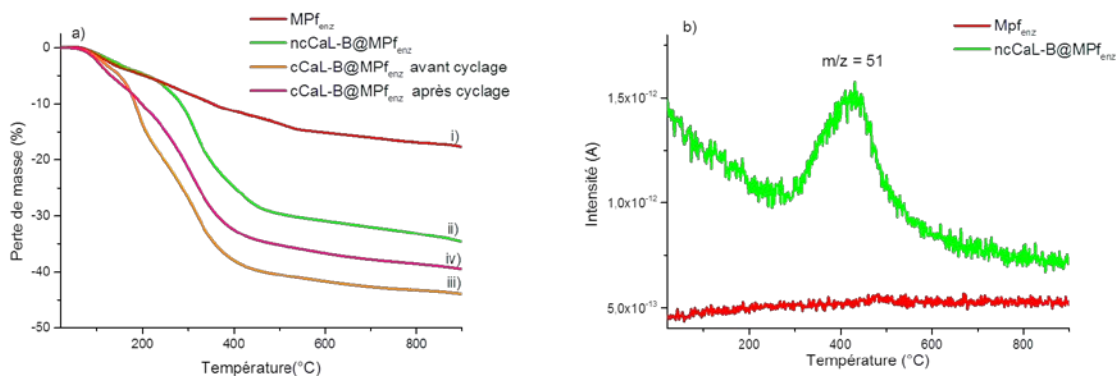 a)
MPfenz
ncCaL-B@MPfenz
cCaL-B@MPfenz avant cyclage
cCaL-B@MPfenz après cyclage
0
-10
-20
-30
-40
-50
Perte de masse (%)
i)
ii)
iv)
iii)
200 400 600 800
Température(°C)
b)
Mpfenz
ncCaL-B@MPfenz
m/z = 51
1.5x10-12
1.0x10-12
5.0x10-13
Intensité (A)
200 400 600 800
Température (°C)